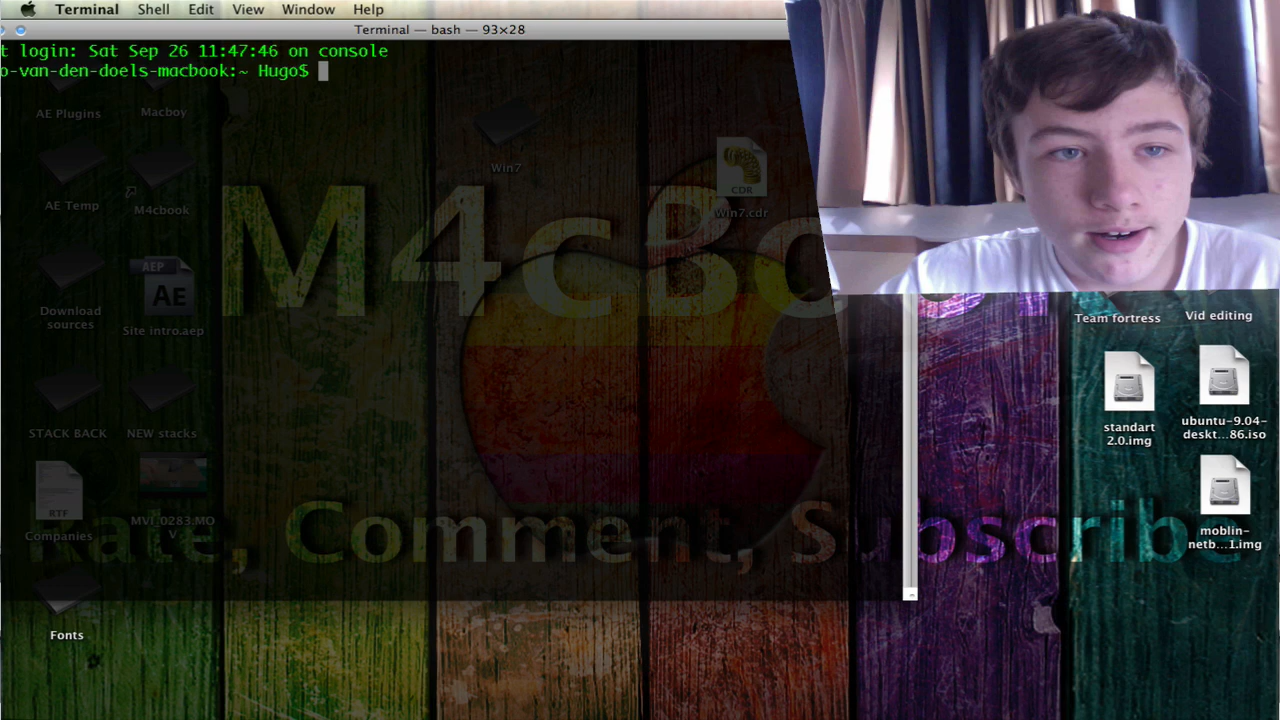 Terminal Shell Edit View Window Help
Terminal — bash — 93×28
t login: Sat Sep 26 11:47:46 on console
o-van-den-doels-macbook:~ Hugo$
AE Plugins
Macboy
Win7
CDR
Win7.cdr
AE Temp
M4cbook
M4cBo
AEP
AE
Download
sources
Site intro.aep
Team fortress
Vid editing
standart
2.0.img
ubuntu-9.04-
deskt...86.iso
STACK BACK
NEW stacks
RTF
Companies
MVI_0283.MO
V
Rate, Comment, Subscribe
moblin-
netb...1.img
Fonts